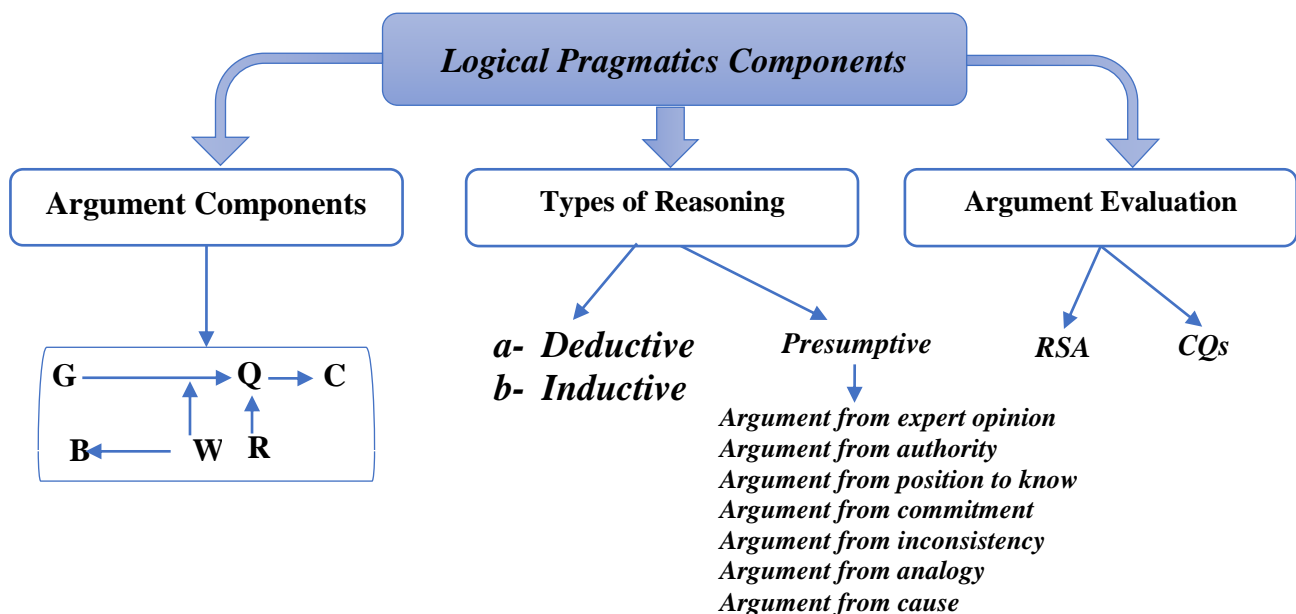 Logical Pragmatics Components
Argument Components
Types of Reasoning
Argument Evaluation
a- Deductive
b- Inductive
Presumptive
RSA
CQs
G
Q
C
B
W
R
Argument from expert opinion
Argument from authority
Argument from position to know
Argument from commitment
Argument from inconsistency
Argument from analogy
Argument from cause